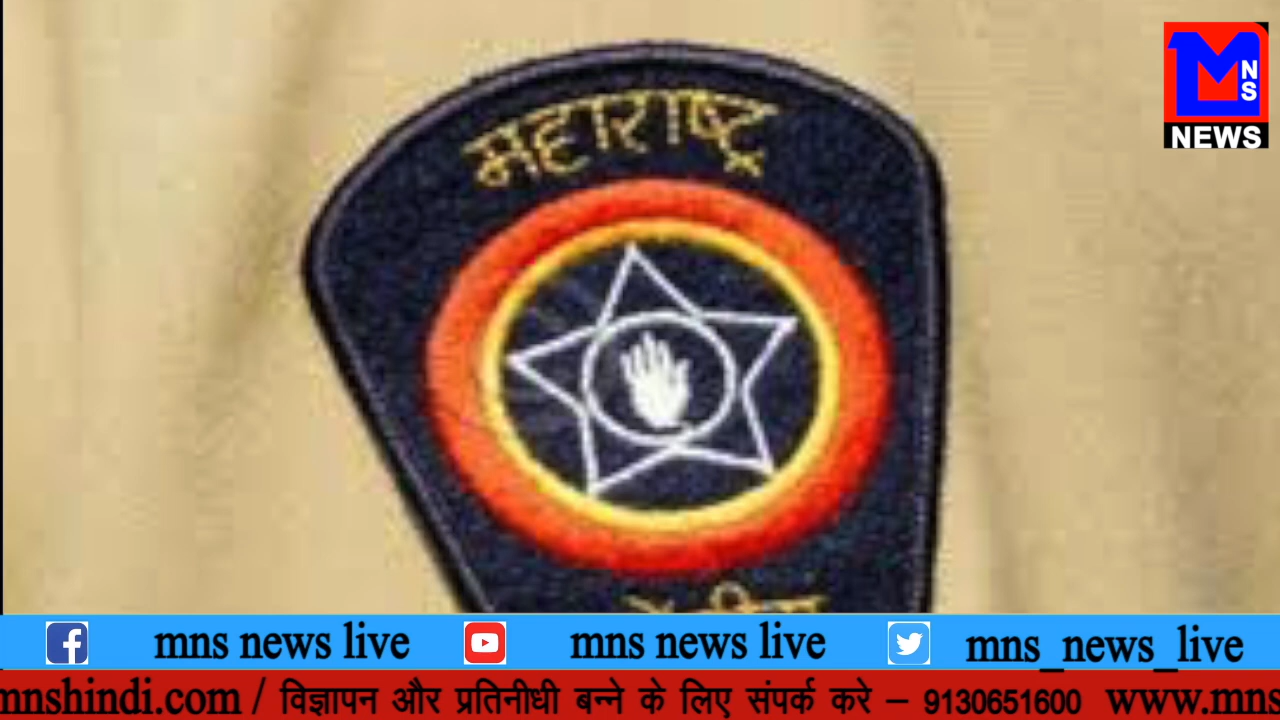 महाराष्ट्र
M
N
S
NEWS
mns news live mns news live mns_news_live
mnshindi.com / विज्ञापन और प्रतिनीधी बन्ने के लिए संपर्क करे – 9130651600 www.mns